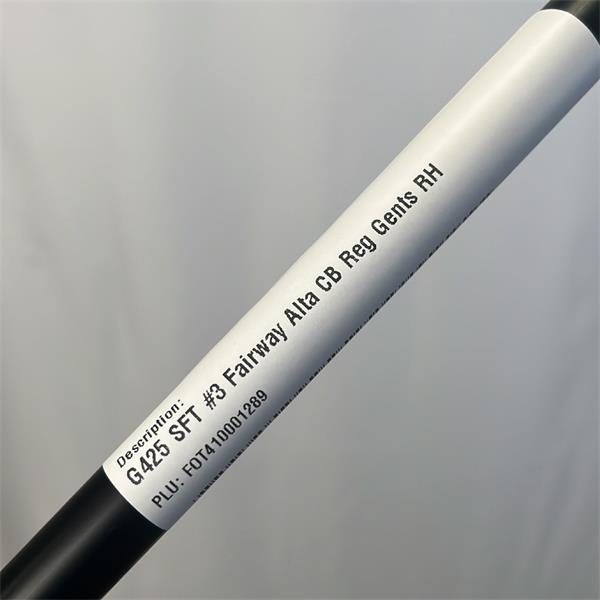 Description:
G425 SFT #3 Fairway Alta CB Reg Gents RH
PLU: FOT410001289